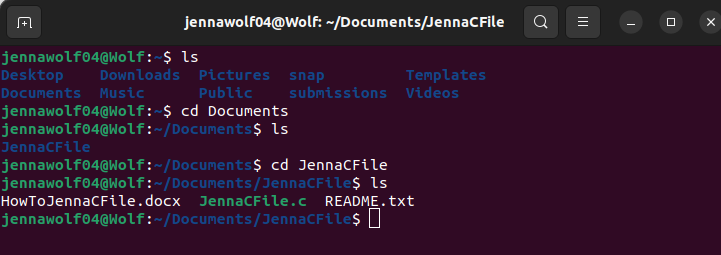 jennawolf04@Wolf: ~/Documents/JennaCFile
jennawolf04@Wolf:~$ ls
Desktop    Downloads  Pictures  snap         Templates
Documents  Music      Public    submissions  Videos
jennawolf04@Wolf:~$ cd Documents
jennawolf04@Wolf:~/Documents$ ls
JennaCFile
jennawolf04@Wolf:~/Documents$ cd JennaCFile
jennawolf04@Wolf:~/Documents/JennaCFile$ ls
HowToJennaCFile.docx  JennaCFile.c  README.txt
jennawolf04@Wolf:~/Documents/JennaCFile$